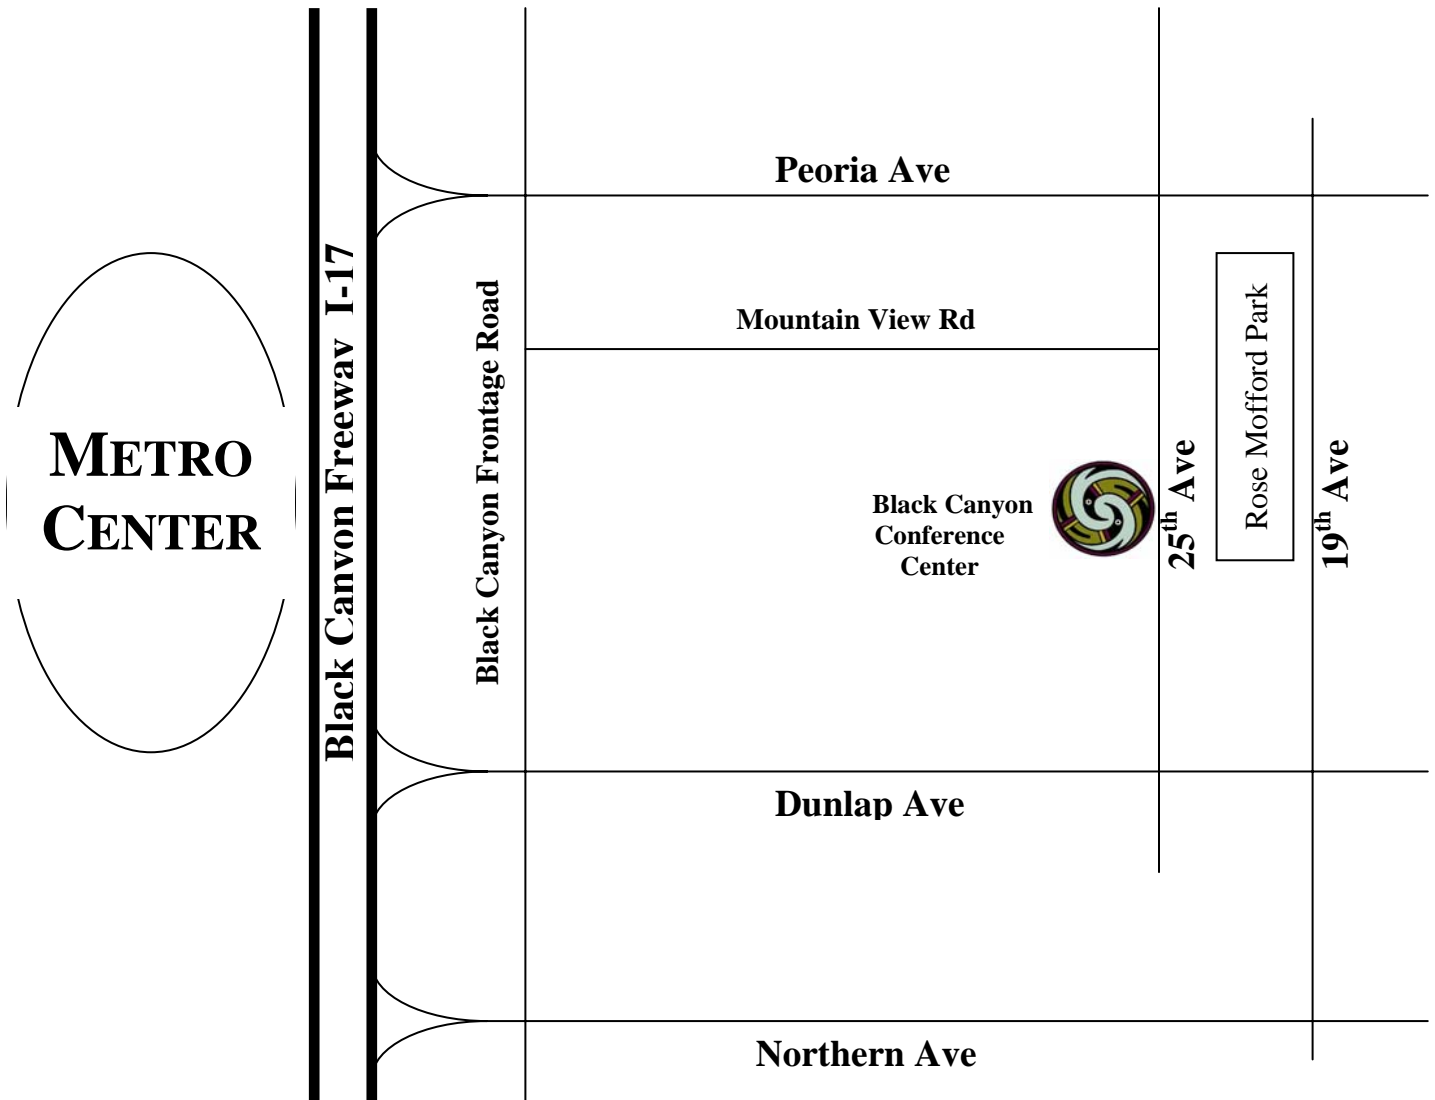 Peoria Ave
Black Canyon Freeway  I-17
Black Canyon Frontage Road
Mountain View Rd
Rose Mofford Park
METRO
CENTER
25th Ave
19th Ave
Black Canyon
Conference
Center
Dunlap Ave
Northern Ave